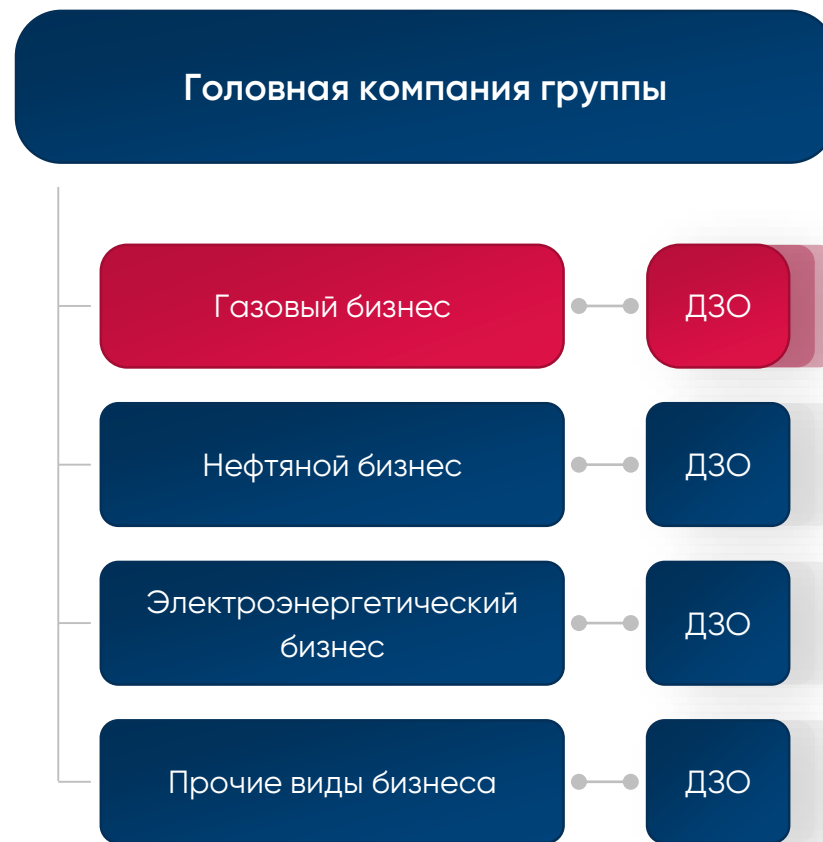 Головная компания группы
Газовый бизнес
ДЗО
Нефтяной бизнес
ДЗО
Электроэнергетический
бизнес
ДЗО
Прочие виды бизнеса
ДЗО